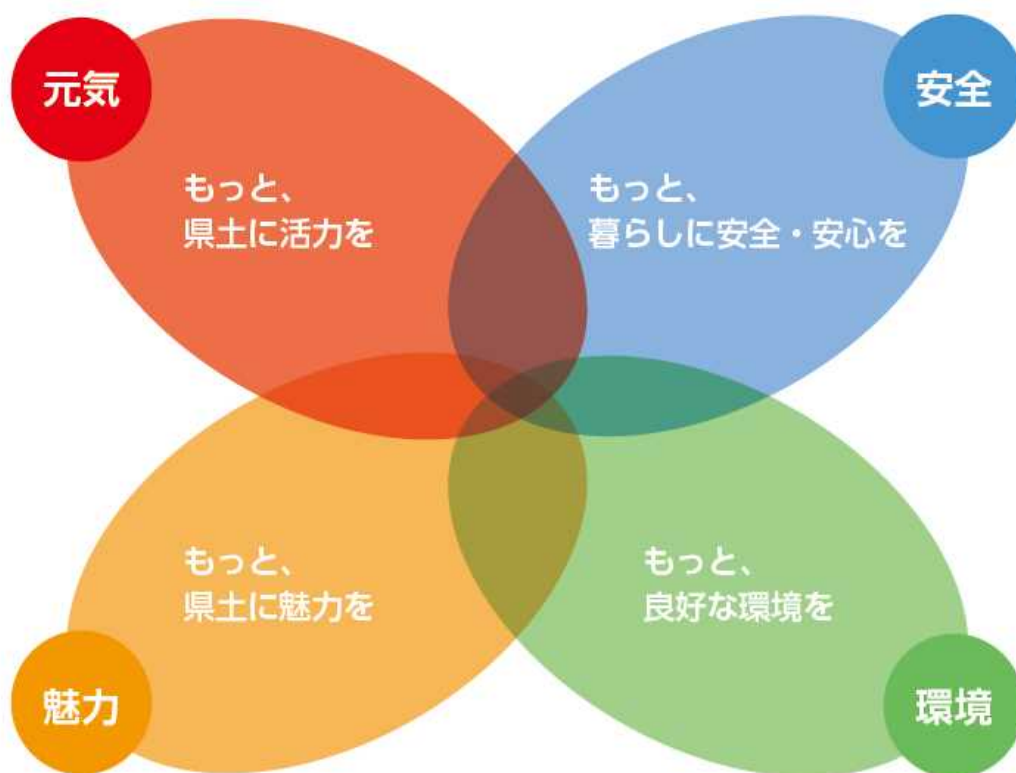 元気
もっと、
県土に活力を
安全
もっと、
暮らしに安全・安心を
魅力
もっと、
県土に魅力を
環境
もっと、
良好な環境を